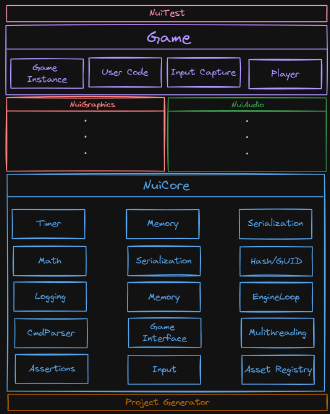 NuiTest
Game
Game
Instance
User Code
Input Capture
Player
NuiGraphics
NuiAudio
NuiCore
Timer
Memory
Serialization
Math
Serialization
Hash/GUID
Logging
Memory
EngineLoop
CmdParser
Game
Interface
Mulithreading
Assertions
Input
Asset Registry
Project Generator